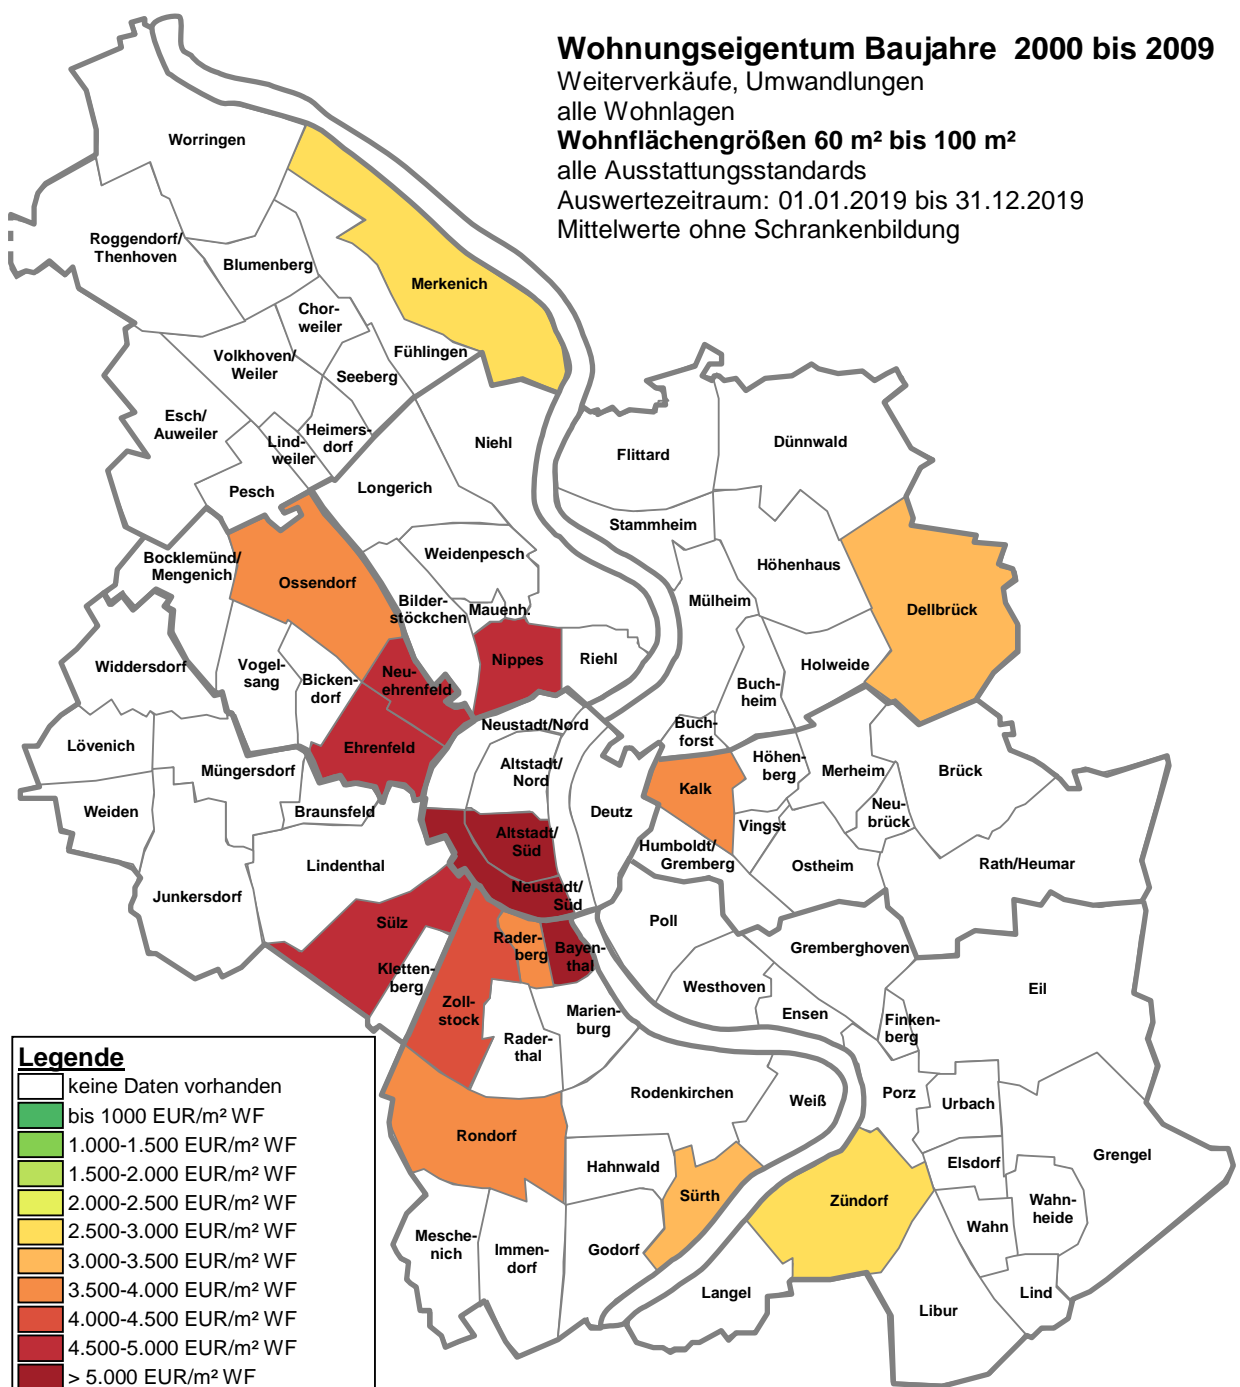 Wohnungseigentum Baujahre 2000 bis 2009
Weiterverkäufe, Umwandlungen
alle Wohnlagen
Wohnflächengrößen 60 m² bis 100 m²
alle Ausstattungsstandards
Auswertezeitraum: 01.01.2019 bis 31.12.2019
Mittelwerte ohne Schrankenbildung
Worringen
Roggendorf/
Thenhoven
Blumenberg
Merkenich
Chor-
weiler
Fühlingen
Volkhoven/
Weiler
Seeberg
Esch/
Auweiler
Heimers-
dorf
Lind-
weiler
Niehl
Flittard
Dünnwald
Pesch
Longerich
Stammheim
Weidenpesch
Bocklemünd/
Mengenich
Ossendorf
Höhenhaus
Bilder-
stöckchen
Mauenh.
Mülheim
Dellbrück
Widdersdorf
Vogel-
sang
Bicken-
dorf
Neu-
ehrenfeld
Nippes
Riehl
Holweide
Buch-
heim
Neustadt/Nord
Buch-
forst
Lövenich
Ehrenfeld
Müngersdorf
Altstadt/
Nord
Höhen-
berg
Merheim
Brück
Kalk
Weiden
Braunsfeld
Deutz
Neu-
brück
Vingst
Altstadt/
Süd
Humboldt/
Gremberg
Lindenthal
Ostheim
Rath/Heumar
Junkersdorf
Neustadt/
Süd
Sülz
Poll
Rader-
berg
Bayen-
thal
Gremberghoven
Kletten-
berg
Westhoven
Eil
Zoll-
stock
Marien-
burg
Ensen
Finken-
berg
Rader-
thal
Rodenkirchen
Weiß
Porz
Urbach
Rondorf
Hahnwald
Elsdorf
Grengel
Sürth
Zündorf
Wahn-
heide
Wahn
Mesche-
nich
Immen-
dorf
Godorf
Langel
Libur
Lind
Legende
keine Daten vorhanden
bis 1000 EUR/m² WF
1.000-1.500 EUR/m² WF
1.500-2.000 EUR/m² WF
2.000-2.500 EUR/m² WF
2.500-3.000 EUR/m² WF
3.000-3.500 EUR/m² WF
3.500-4.000 EUR/m² WF
4.000-4.500 EUR/m² WF
4.500-5.000 EUR/m² WF
> 5.000 EUR/m² WF